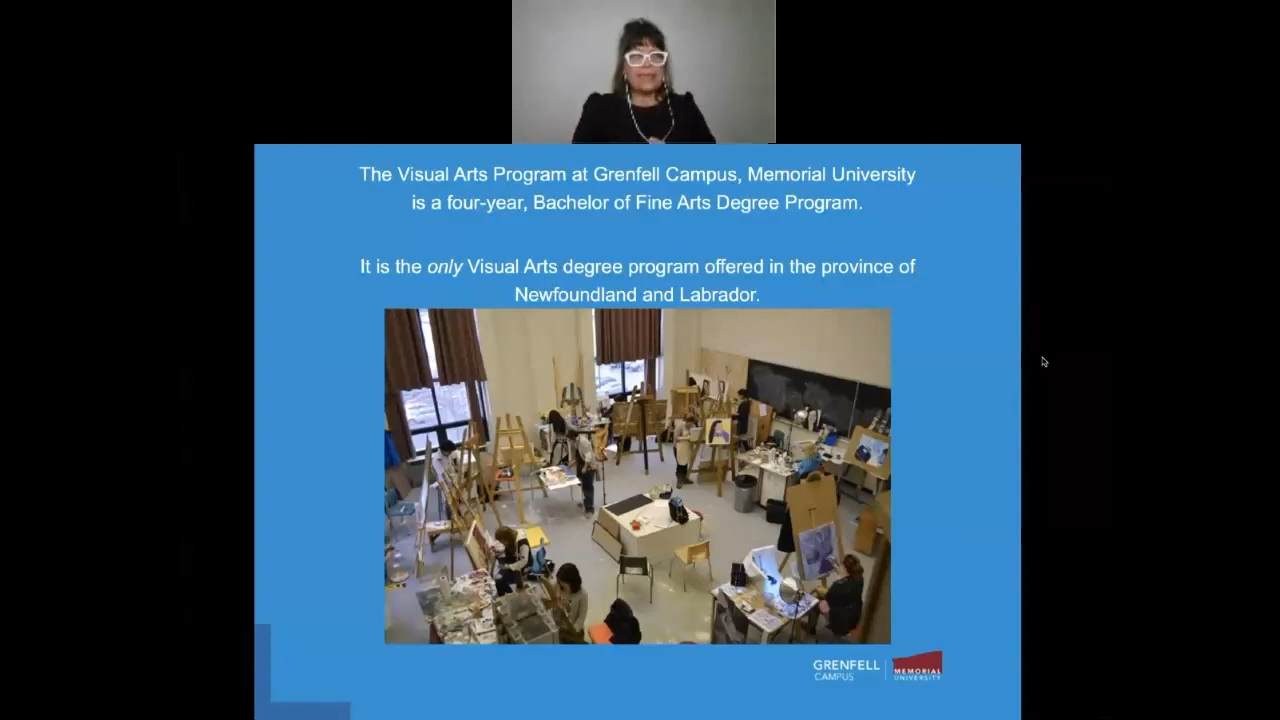 The Visual Arts Program at Grenfell Campus, Memorial University
is a four-year, Bachelor of Fine Arts Degree Program.
It is the only Visual Arts degree program offered in the province of
Newfoundland and Labrador.
GRENFELL
CAMPUS
MEMORIAL
UNIVERSITY